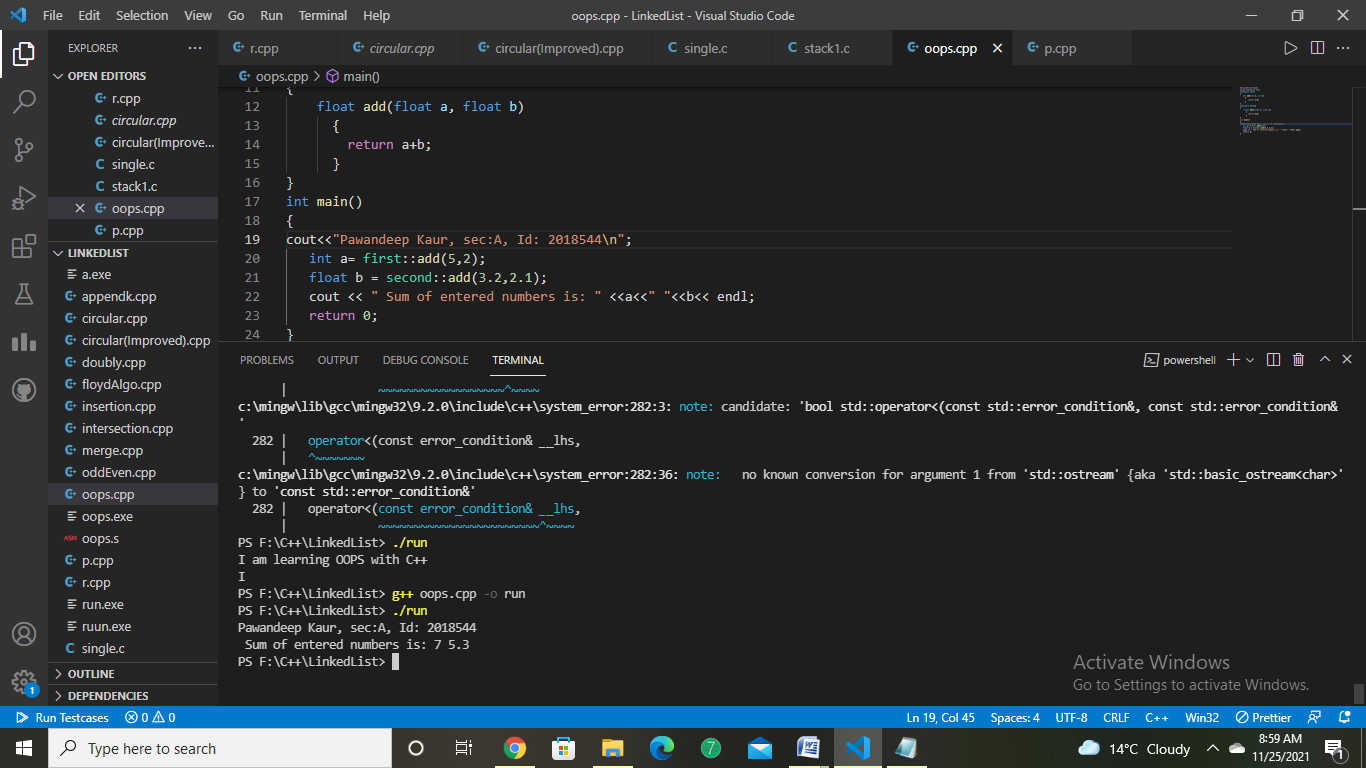 File Edit Selection View Go Run Terminal Help oops.cpp - LinkedList - Visual Studio Code
EXPLORER
OPEN EDITORS
r.cpp
circular.cpp
circular(Improve...
single.c
stack1.c
oops.cpp
p.cpp
LINKEDLIST
a.exe
appendk.cpp
circular.cpp
circular(Improved).cpp
doubly.cpp
floydAlgo.cpp
insertion.cpp
intersection.cpp
merge.cpp
oddEven.cpp
oops.cpp
oops.exe
ASM oops.s
p.cpp
r.cpp
run.exe
ruun.exe
single.c
OUTLINE
DEPENDENCIES
r.cpp circular.cpp circular(Improved).cpp single.c stack1.c oops.cpp p.cpp
oops.cpp > main()
11 {
12 float add(float a, float b)
13 {
14 return a+b;
15 }
16 }
17 int main()
18 {
19 cout<<"Pawandeep Kaur, sec:A, Id: 2018544\n";
20 int a= first::add(5,2);
21 float b = second::add(3.2,2.1);
22 cout << " Sum of entered numbers is: " <<a<<" "<<b<< endl;
23 return 0;
24 }
PROBLEMS OUTPUT DEBUG CONSOLE TERMINAL powershell
| ~~~~~~~~~~~~~~~~~~~^~~~~
c:\mingw\lib\gcc\mingw32\9.2.0\include\c++\system_error:282:3: note: candidate: 'bool std::operator<(const std::error_condition&, const std::error_condition&
'
282 | operator<(const error_condition& __lhs,
| ^~~~~~~~
c:\mingw\lib\gcc\mingw32\9.2.0\include\c++\system_error:282:36: note: no known conversion for argument 1 from 'std::ostream' {aka 'std::basic_ostream<char>'
} to 'const std::error_condition&'
282 | operator<(const error_condition& __lhs,
| ~~~~~~~~~~~~~~~~~~~~~~~~^~~~~
PS F:\C++\LinkedList> ./run
I am learning OOPS with C++
I
PS F:\C++\LinkedList> g++ oops.cpp -o run
PS F:\C++\LinkedList> ./run
Pawandeep Kaur, sec:A, Id: 2018544
Sum of entered numbers is: 7 5.3
PS F:\C++\LinkedList>
Activate Windows
Go to Settings to activate Windows.
1
Run Testcases 0 0 Ln 19, Col 45 Spaces: 4 UTF-8 CRLF C++ Win32 Prettier
Type here to search 7 14°C Cloudy 8:59 AM
11/25/2021 1